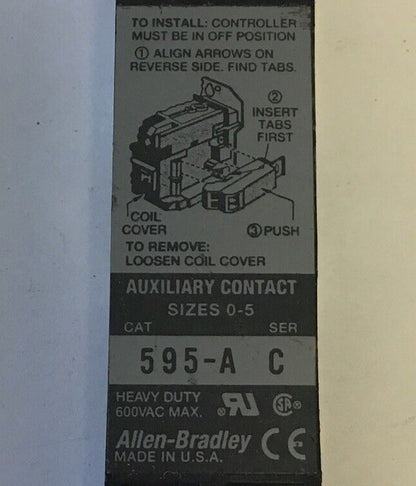 TO INSTALL: CONTROLLER
MUST BE IN OFF POSITION
① ALIGN ARROWS ON
REVERSE SIDE. FIND TABS.
②
INSERT
TABS
FIRST
COIL
COVER
③ PUSH
TO REMOVE:
LOOSEN COIL COVER
AUXILIARY CONTACT
SIZES 0-5
CAT SER
595-A C
HEAVY DUTY
600VAC MAX.
Allen-Bradley
MADE IN U.S.A.